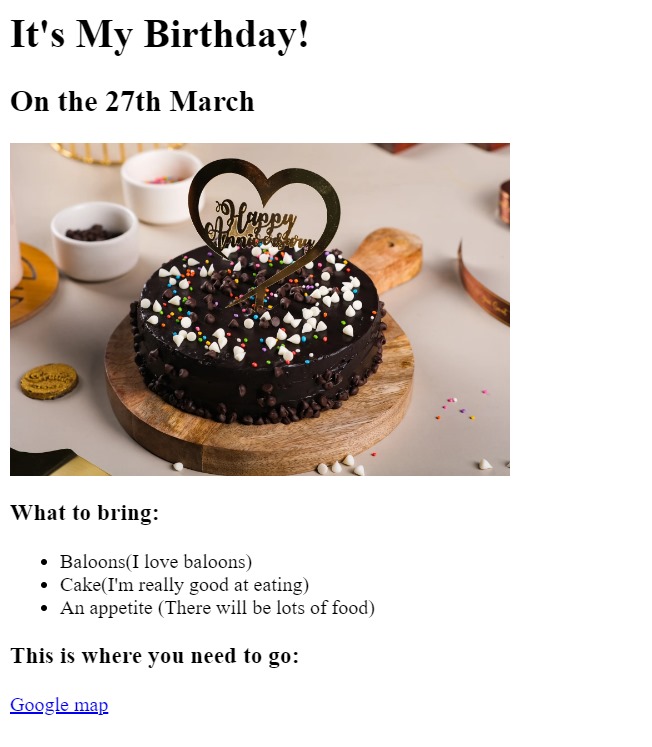 It's My Birthday!
On the 27th March
Happy
Anniversary
What to bring:
Baloons(I love baloons)
Cake(I'm really good at eating)
An appetite (There will be lots of food)
This is where you need to go:
Google map